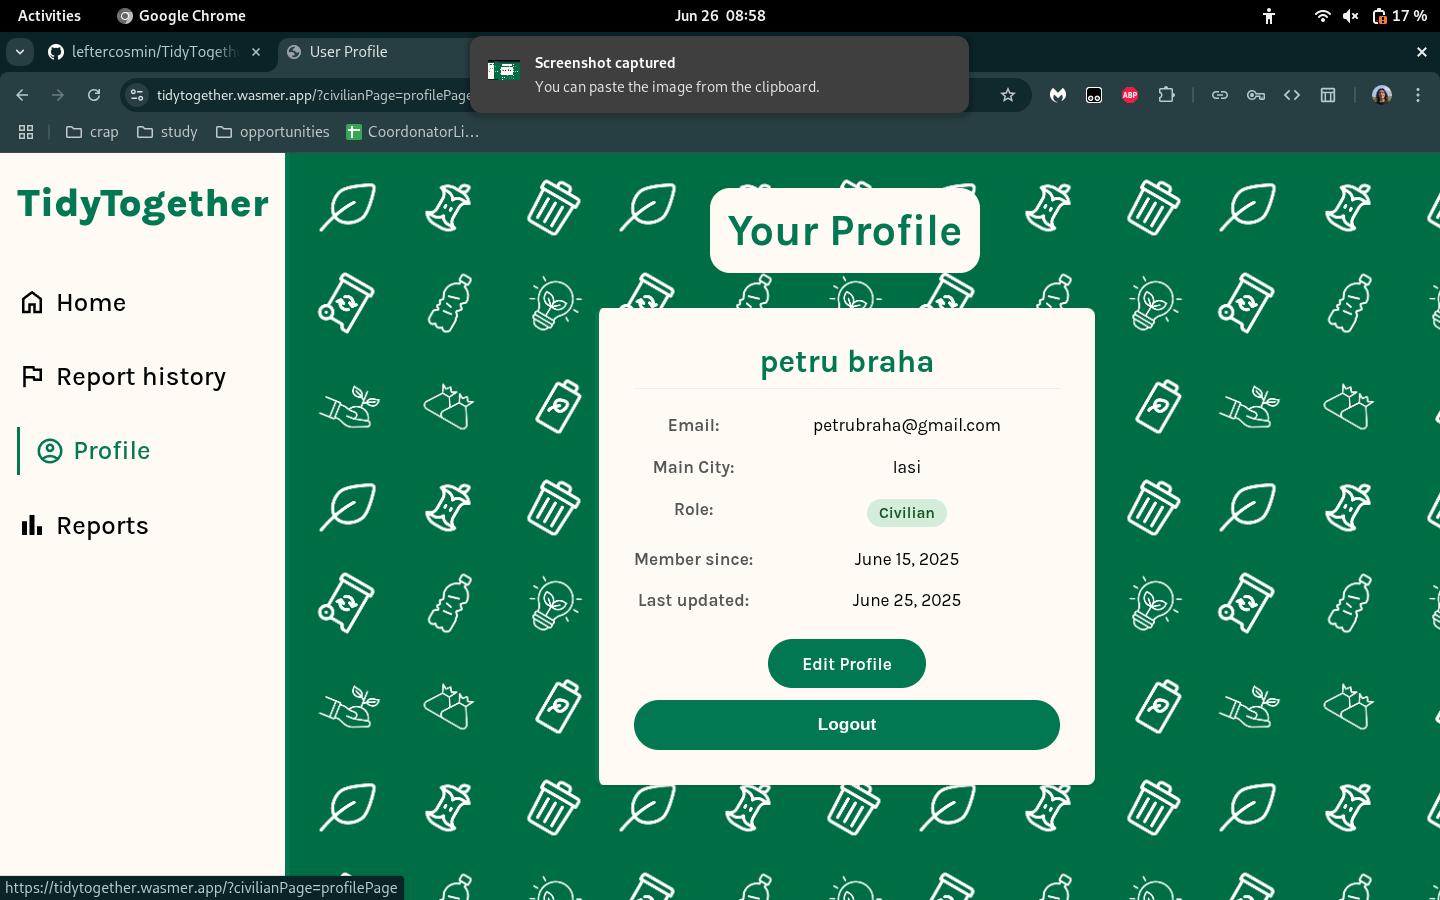 Activities
Google Chrome
Jun 26 08:58
17 %
leftercosmin/TidyTogeth
User Profile
Screenshot captured
You can paste the image from the clipboard.
tidytogether.wasmer.app/?civilianPage=profilePage
ABP
crap
study
opportunities
CoordonatorLi...
TidyTogether
Home
Report history
Profile
Reports
Your Profile
petru braha
Email: petrubraha@gmail.com
Main City: Iasi
Role: Civilian
Member since: June 15, 2025
Last updated: June 25, 2025
Edit Profile
Logout
https://tidytogether.wasmer.app/?civilianPage=profilePage